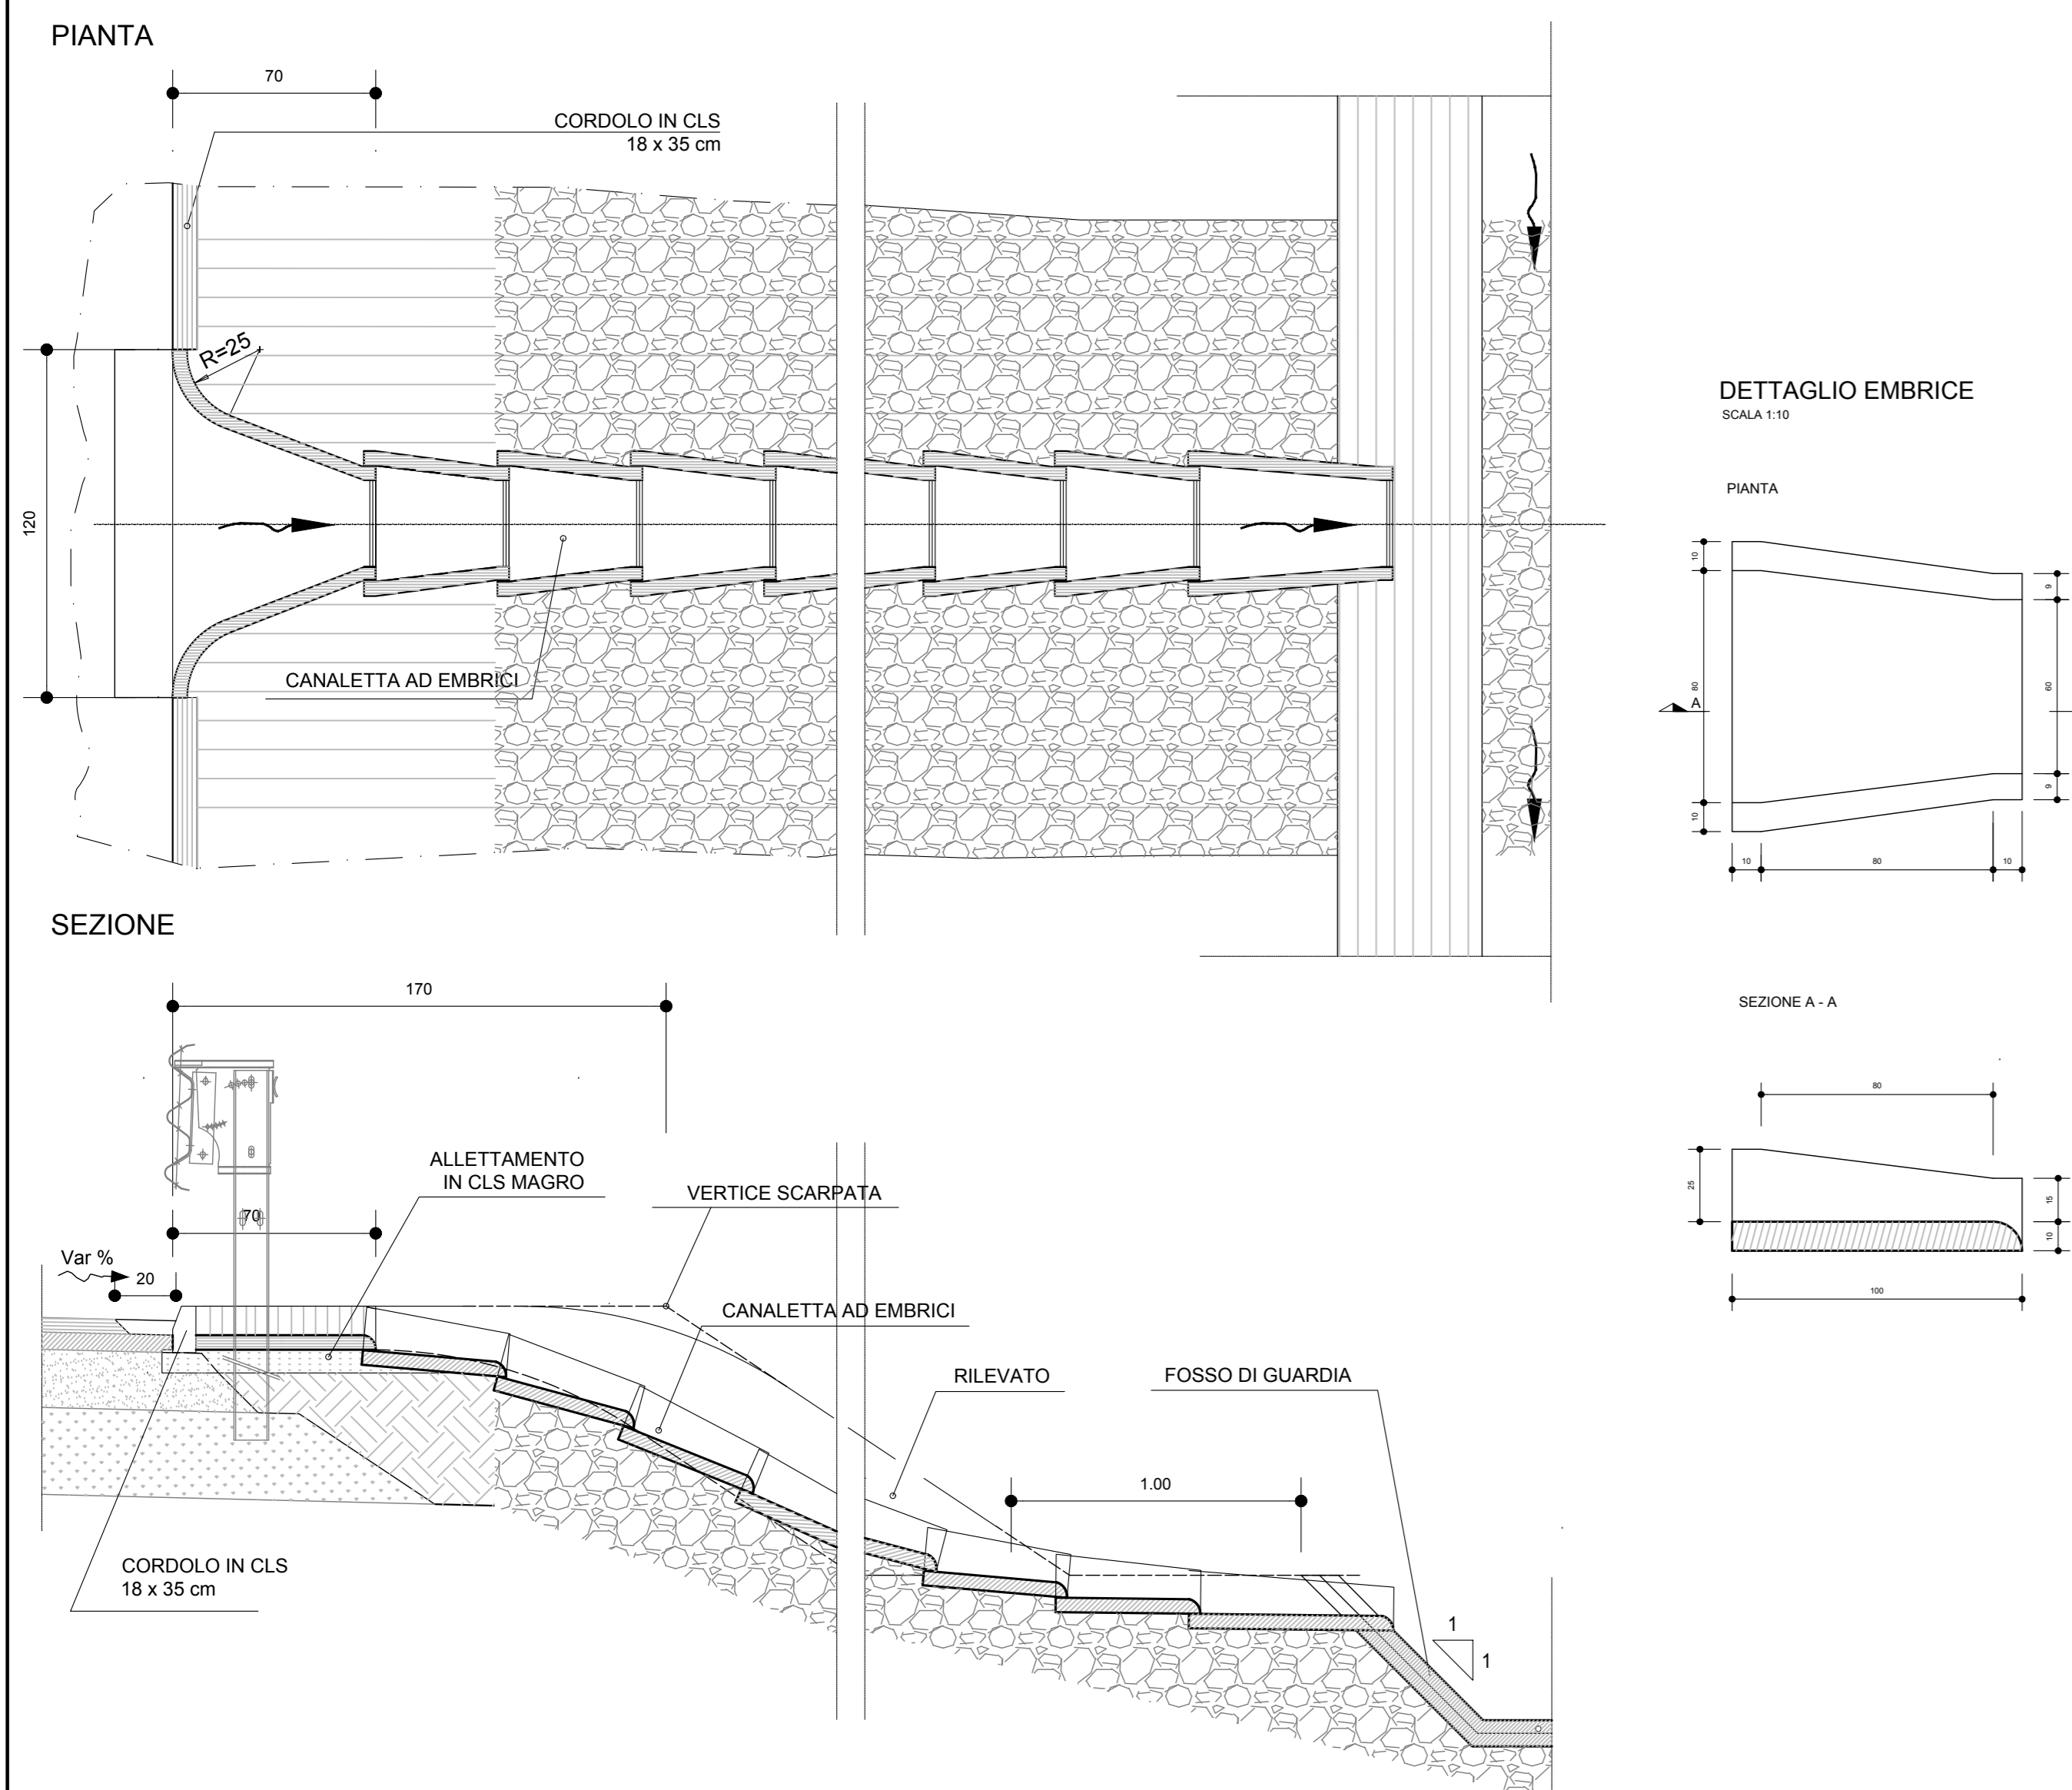 PIANTA
70
CORDOLO IN CLS
18 x 35 cm
R=25
120
CANALETTA AD EMBRICI
SEZIONE
170
ALLETTAMENTO
IN CLS MAGRO
VERTICE SCARPATA
70
Var %
20
CANALETTA AD EMBRICI
RILEVATO
FOSSO DI GUARDIA
1.00
CORDOLO IN CLS
18 x 35 cm
1
1
DETTAGLIO EMBRICE
SCALA 1:10
PIANTA
10
9
80
60
A
10
9
10
80
10
SEZIONE A - A
80
25
15
10
100